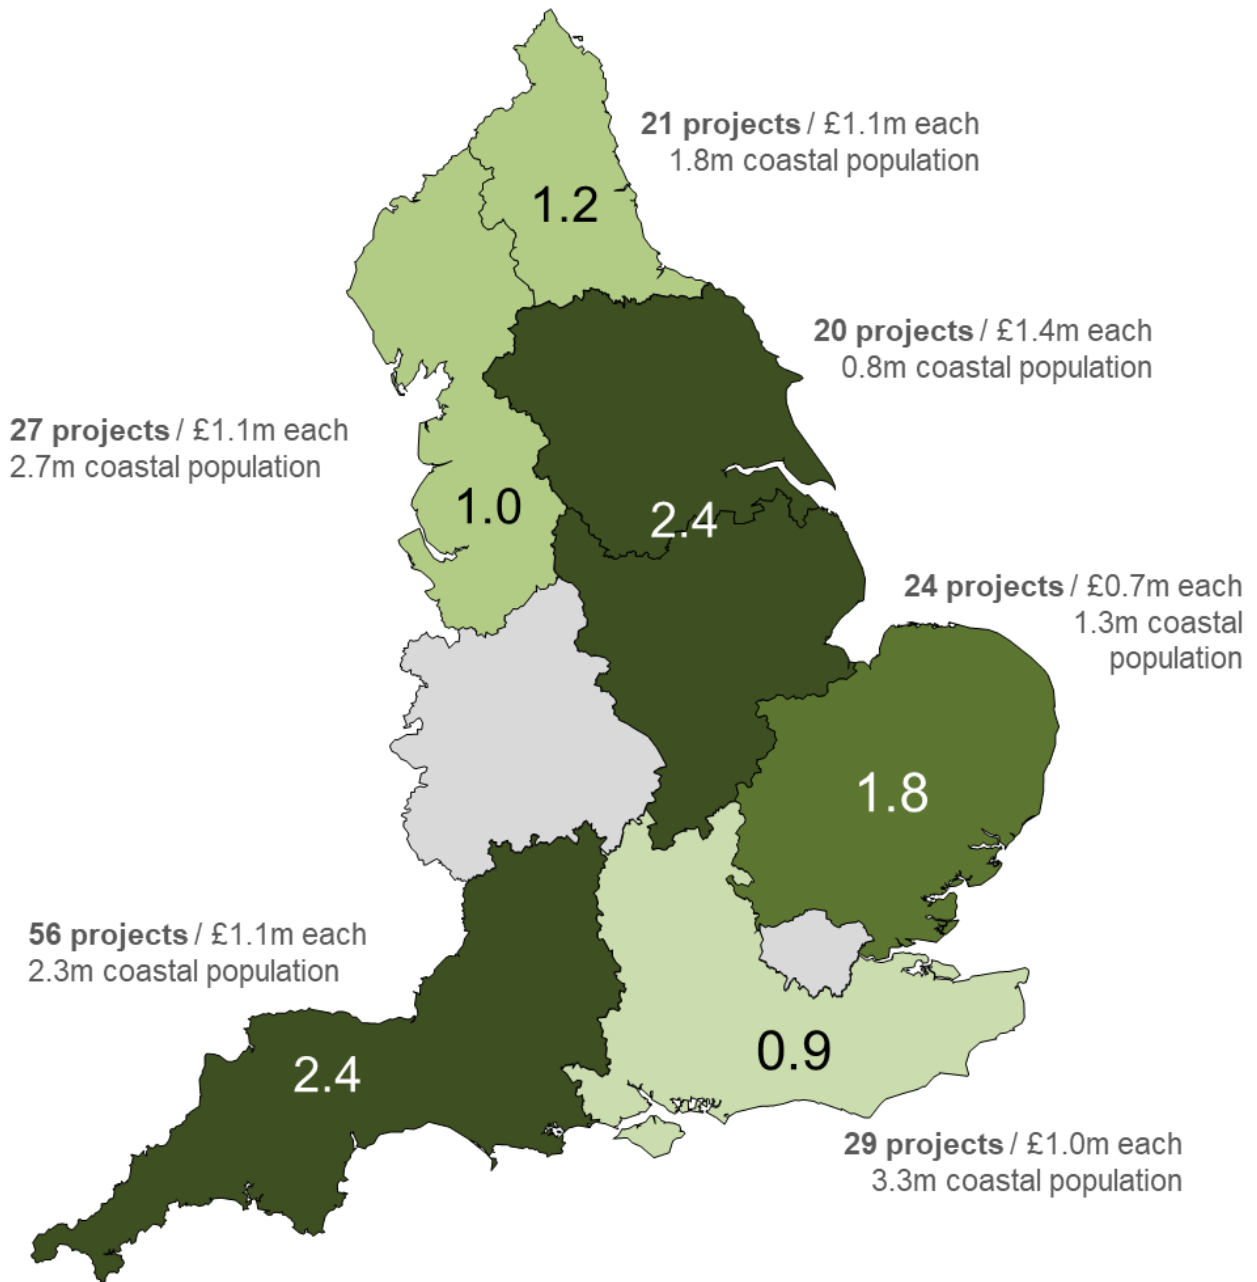 21 projects / £1.1m each
1.8m coastal population
1.2
20 projects / £1.4m each
0.8m coastal population
27 projects / £1.1m each
2.7m coastal population
1.0
2.4
24 projects / £0.7m each
1.3m coastal
population
1.8
56 projects / £1.1m each
2.3m coastal population
2.4
0.9
29 projects / £1.0m each
3.3m coastal population